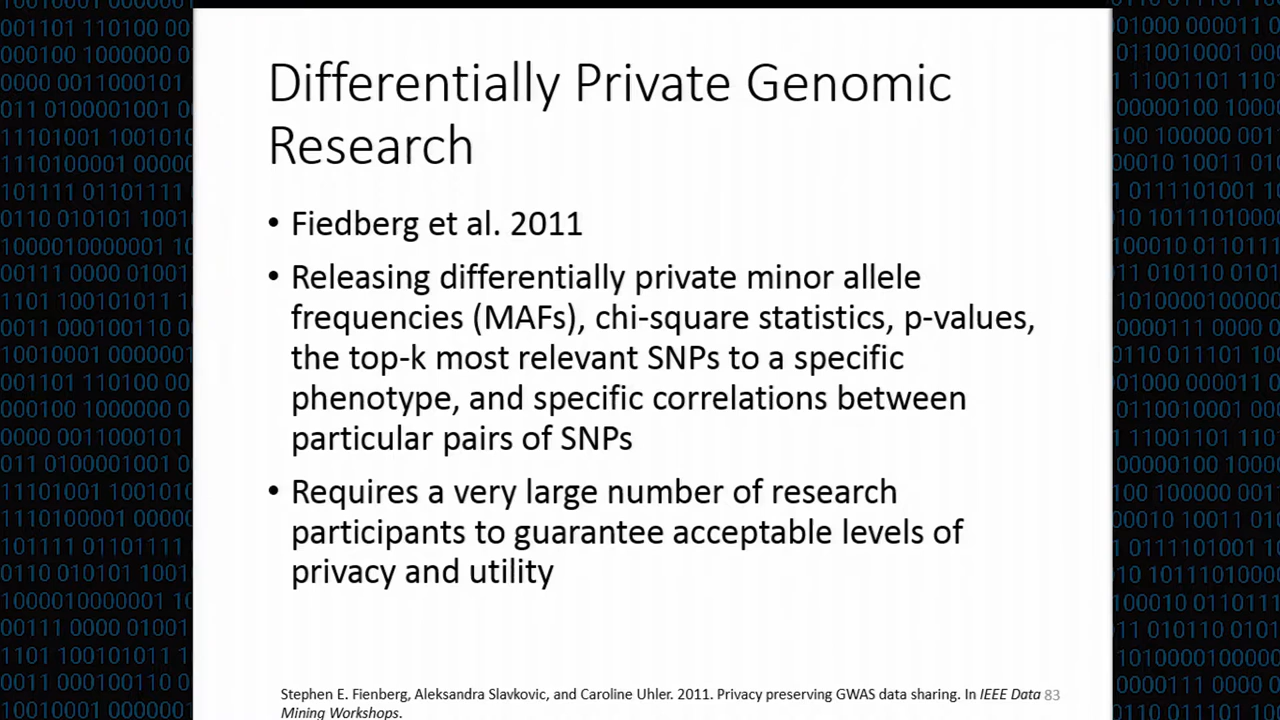 Differentially Private Genomic
Research
• Fiedberg et al. 2011
• Releasing differentially private minor allele
frequencies (MAFs), chi-square statistics, p-values,
the top-k most relevant SNPs to a specific
phenotype, and specific correlations between
particular pairs of SNPs
• Requires a very large number of research
participants to guarantee acceptable levels of
privacy and utility
Stephen E. Fienberg, Aleksandra Slavkovic, and Caroline Uhler. 2011. Privacy preserving GWAS data sharing. In IEEE Data 83
Mining Workshops.